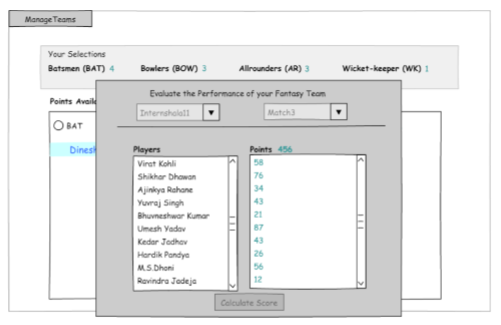 ManageTeams
Your Selections
Batsmen (BAT) 4 Bowlers (BOW) 3 Allrounders (AR) 3 Wicket-keeper (WK) 1
Points Availa
Evaluate the Performance of your Fantasy Team
Internshala11 Match3
BAT
Dinesh
Players Points 456
Virat Kohli 58
Shikhar Dhawan 76
Ajinkya Rahane 34
Yuvraj Singh 43
Bhuvneshwar Kumar 21
Umesh Yadav 87
Kedar Jadhav 43
Hardik Pandya 26
M.S.Dhoni 56
Ravindra Jadeja 12
Calculate Score